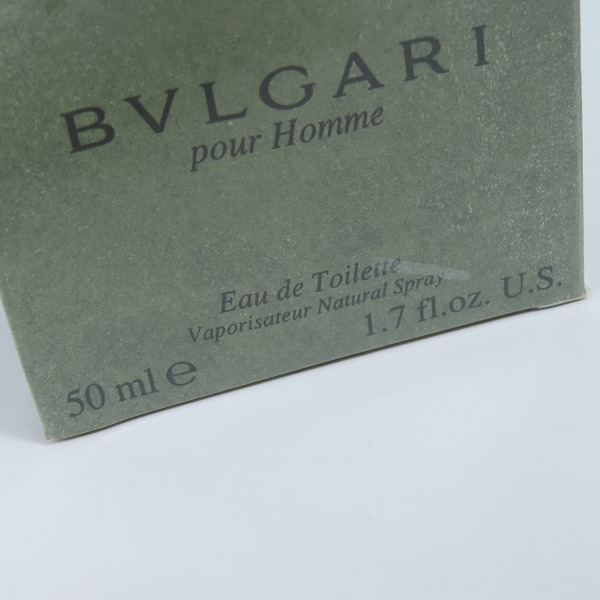 BVLGARI
pour Homme
Eau de Toilette
Vaporisateur Natural Spray
50 ml ℮ 1.7 fl.oz. U.S.